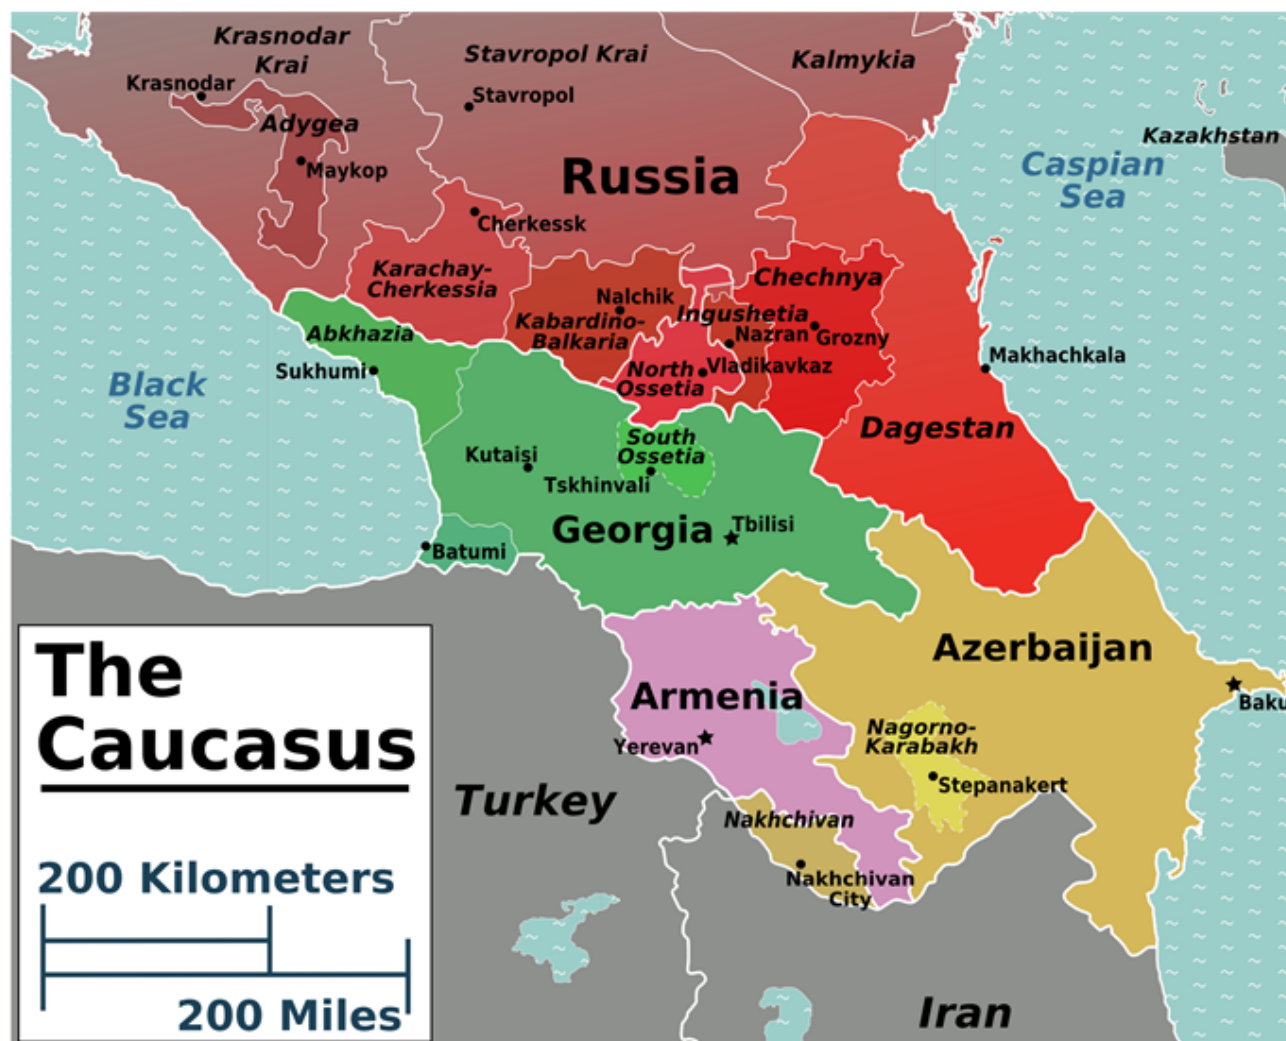 Krasnodar
Krai
Stavropol Krai
Kalmykia
Krasnodar
Stavropol
Adygea
Kazakhstan
Maykop
Russia
Caspian
Sea
Cherkessk
Karachay-
Cherkessia
Chechnya
Nalchik
Ingushetia
Kabardino-
Balkaria
Nazran
Grozny
Abkhazia
Makhachkala
Sukhumi
North
Ossetia
Vladikavkaz
Black
Sea
Dagestan
South
Ossetia
Kutaisi
Tskhinvali
Georgia
Tbilisi
Batumi
Azerbaijan
The
Caucasus
Armenia
Baku
Nagorno-
Karabakh
Yerevan
Stepanakert
Turkey
Nakhchivan
Nakhchivan
City
200 Kilometers
200 Miles
Iran